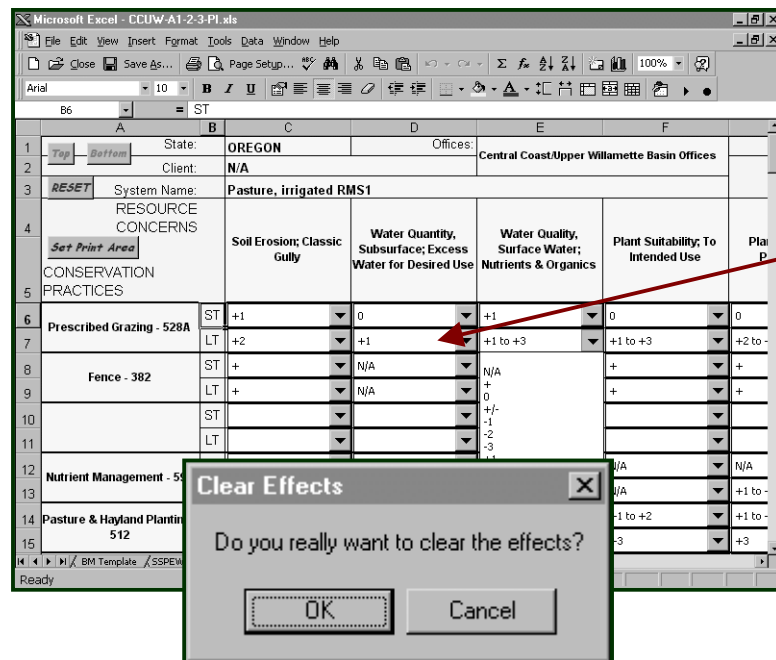 Microsoft Excel - CCUW-A1-2-3-PI.xls
File Edit View Insert Format Tools Data Window Help
Close Save As... Page Setup... 100%
Arial 10 B I U
B6 = ST
A B C D E F
1 Top Bottom State: OREGON Offices: Central Coast/Upper Willamette Basin Offices
2 Client: N/A
3 RESET System Name: Pasture, irrigated RMS1
4 RESOURCE
CONCERNS
Set Print Area
CONSERVATION
5 PRACTICES
Soil Erosion; Classic
Gully
Water Quantity,
Subsurface; Excess
Water for Desired Use
Water Quality,
Surface Water;
Nutrients & Organics
Plant Suitability; To
Intended Use
6 Prescribed Grazing - 528A ST +1 0 +1 0 0
7 LT +2 +1 +1 to +3 +1 to +3 +2 to -
8 Fence - 382 ST + N/A + +
9 LT + N/A + +
N/A
+
0
+/-
-1
-2
-3
10 ST
11 LT
12 Nutrient Management - N/A
13 +1 to
14 Pasture & Hayland 1 to +2 +1 to
15 512 +3
BM Template
Ready
Clear Effects
Do you really want to clear the effects?
OK Cancel